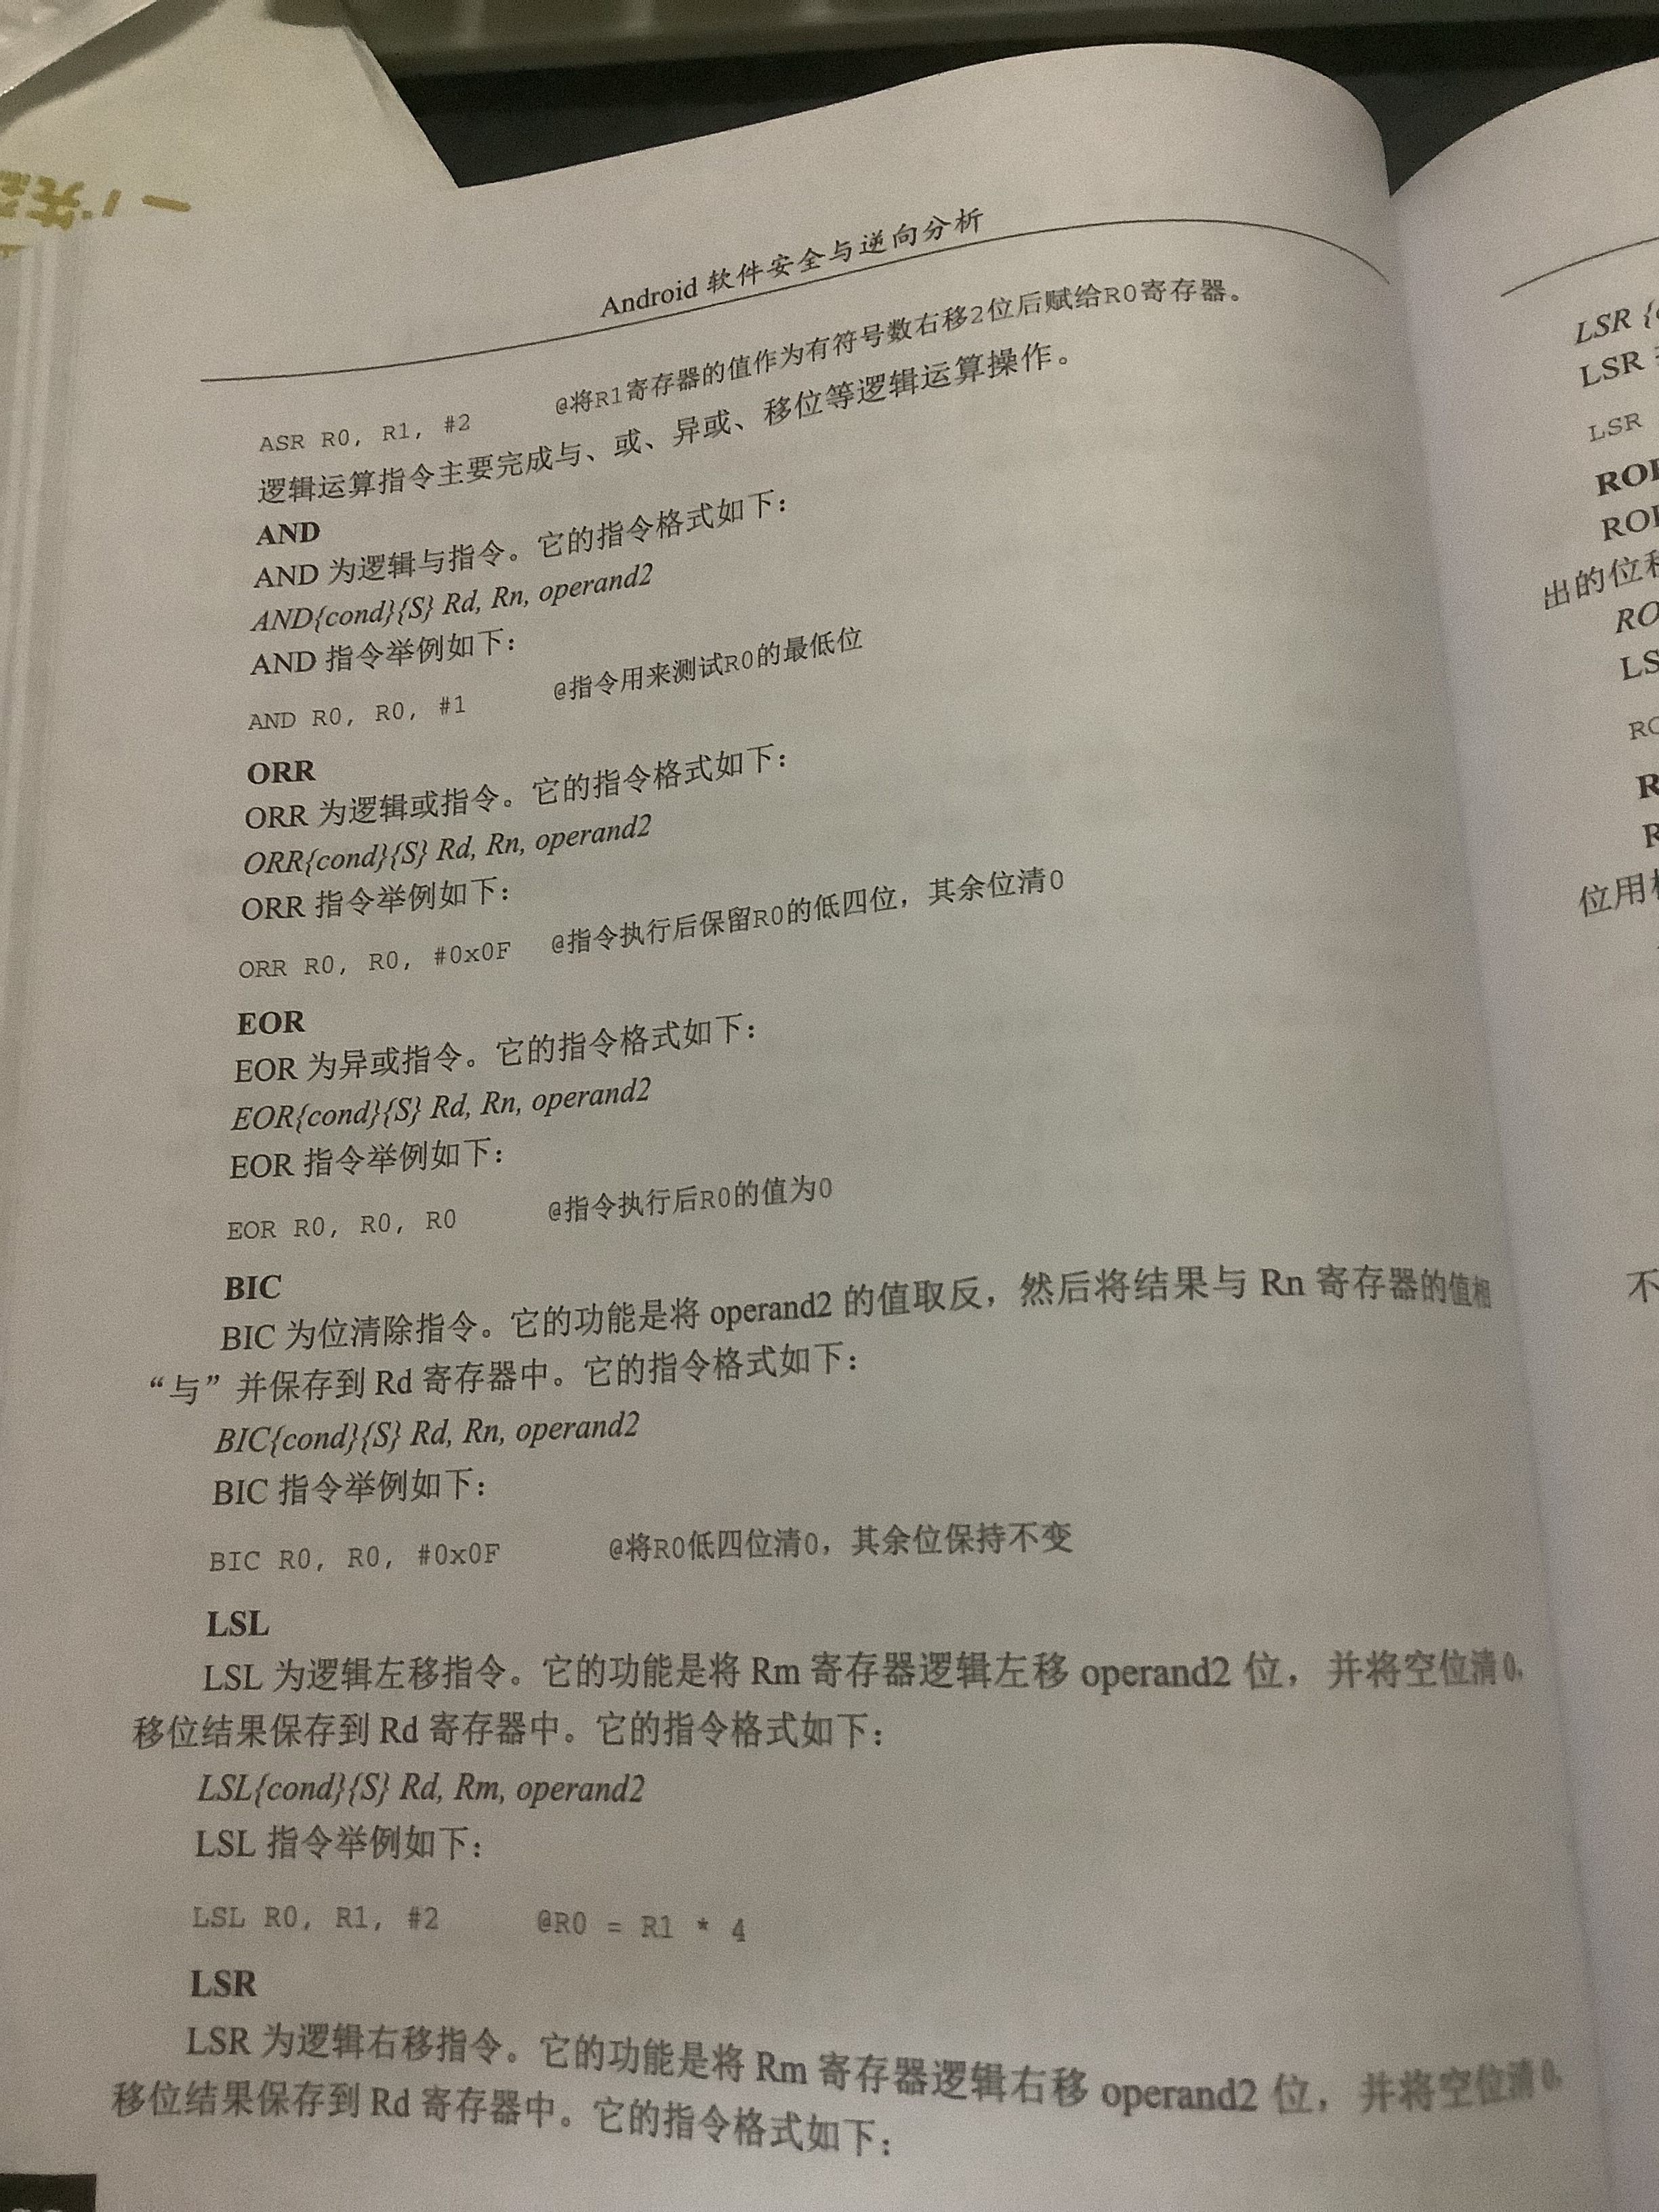 Android 软件安全与逆向分析
ASR R0, R1, #2 @将R1寄存器的值作为有符号数右移2位后赋给R0寄存器。
逻辑运算指令主要完成与、或、异或、移位等逻辑运算操作。
AND
AND 为逻辑与指令。它的指令格式如下：
AND{cond}{S} Rd, Rn, operand2
AND 指令举例如下：
AND R0, R0, #1 @指令用来测试R0的最低位
ORR
ORR 为逻辑或指令。它的指令格式如下：
ORR{cond}{S} Rd, Rn, operand2
ORR 指令举例如下：
ORR R0, R0, #0x0F @指令执行后保留R0的低四位，其余位清0
EOR
EOR 为异或指令。它的指令格式如下：
EOR{cond}{S} Rd, Rn, operand2
EOR 指令举例如下：
EOR R0, R0, R0 @指令执行后R0的值为0
BIC
BIC 为位清除指令。它的功能是将 operand2 的值取反，然后将结果与 Rn 寄存器的值相
“与”并保存到 Rd 寄存器中。它的指令格式如下：
BIC{cond}{S} Rd, Rn, operand2
BIC 指令举例如下：
BIC R0, R0, #0x0F @将R0低四位清0，其余位保持不变
LSL
LSL 为逻辑左移指令。它的功能是将 Rm 寄存器逻辑左移 operand2 位，并将空位清 0，
移位结果保存到 Rd 寄存器中。它的指令格式如下：
LSL{cond}{S} Rd, Rm, operand2
LSL 指令举例如下：
LSL R0, R1, #2 @R0 = R1 * 4
LSR
LSR 为逻辑右移指令。它的功能是将 Rm 寄存器逻辑右移 operand2 位，并将空位清 0，
移位结果保存到 Rd 寄存器中。它的指令格式如下：
LSR {
LSR
LSR
出的位
LS
位用
不